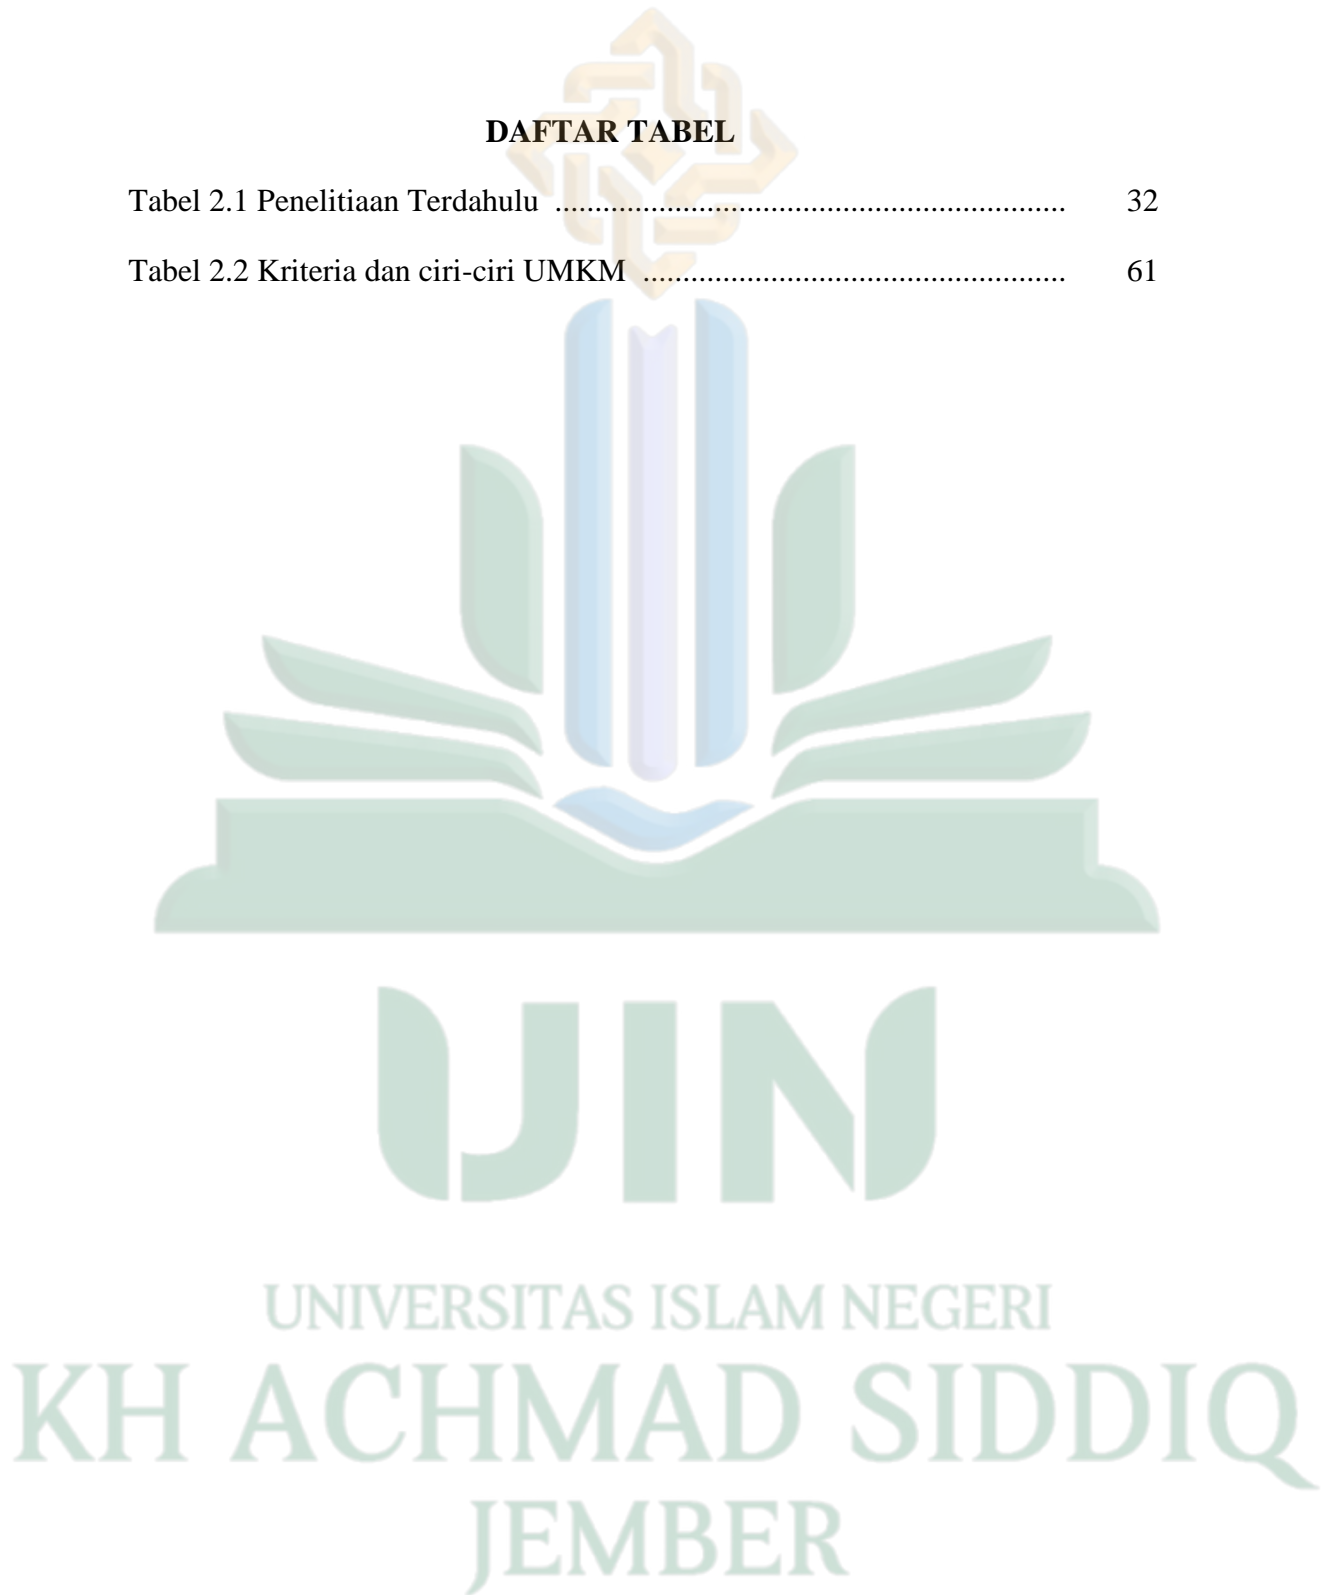 DAFTAR TABEL
Tabel 2.1 Penelitiaan Terdahulu .................................................................. 32
Tabel 2.2 Kriteria dan ciri-ciri UMKM ...................................................... 61
UIN
UNIVERSITAS ISLAM NEGERI
KH ACHMAD SIDDIQ
JEMBER